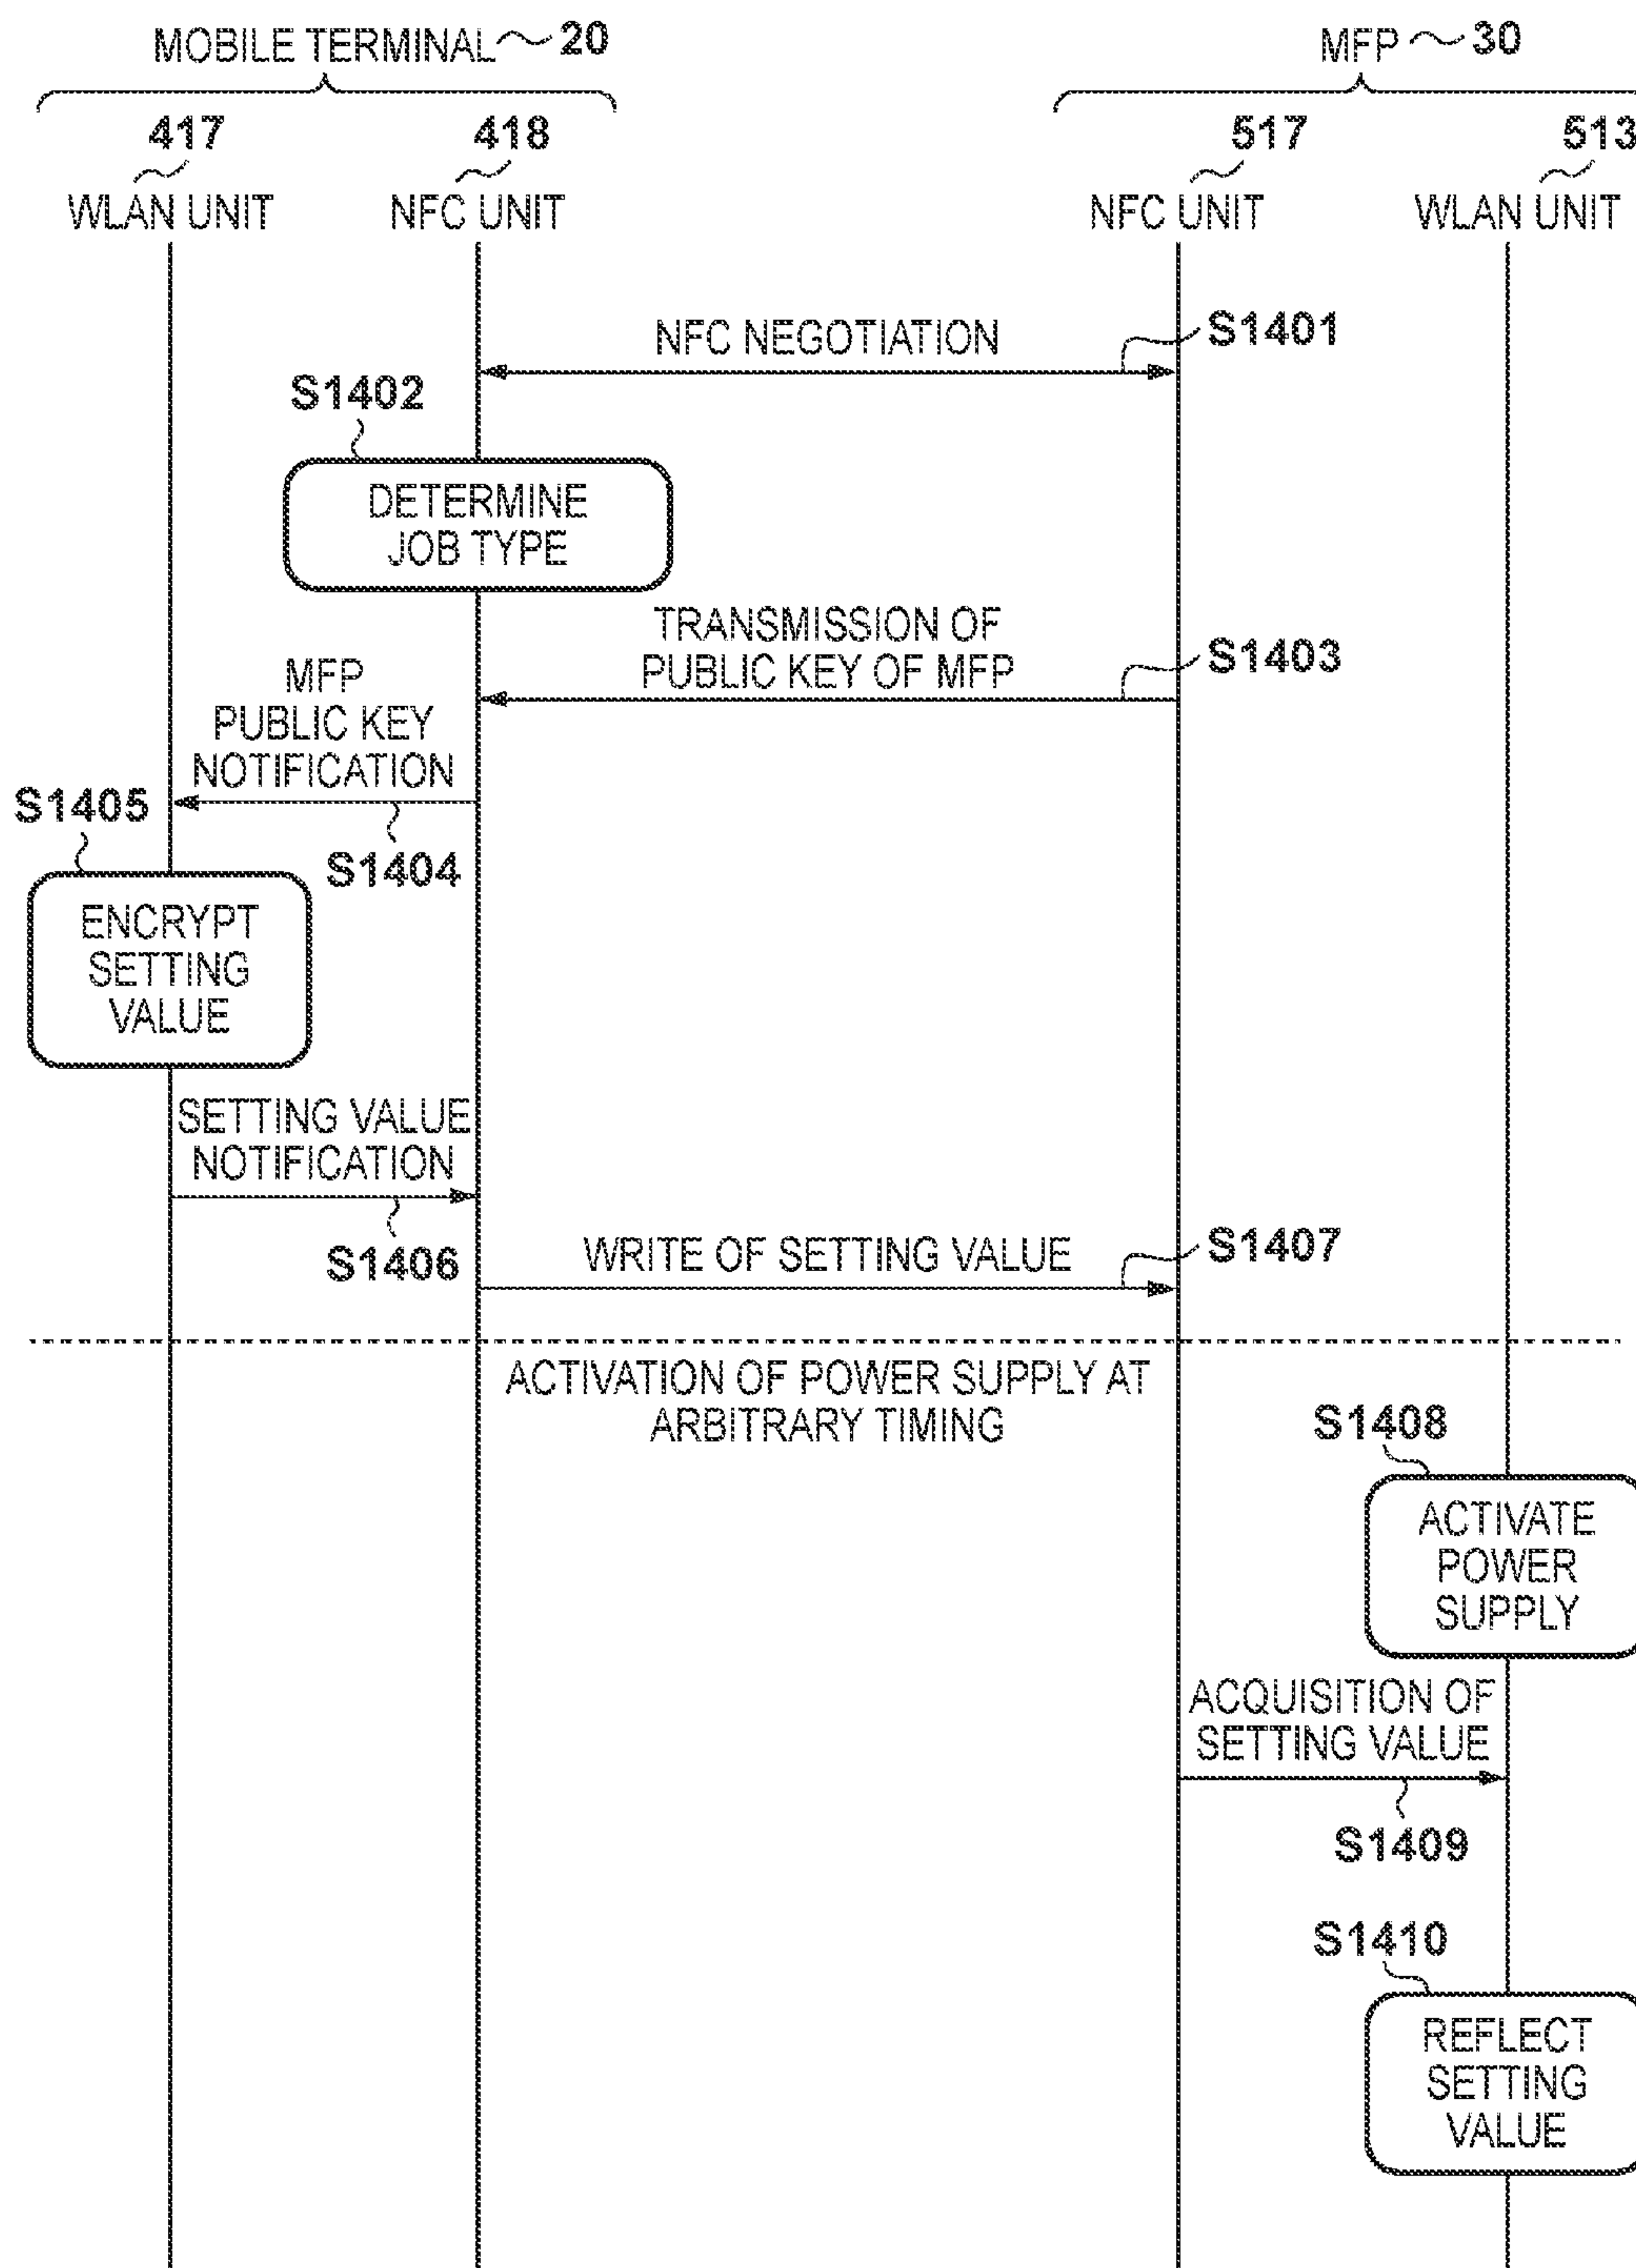 MOBILE TERMINAL 20
MFP 30
417
418
517
513
WLAN UNIT
NFC UNIT
NFC UNIT
WLAN UNIT
NFC NEGOTIATION
S1401
S1402
DETERMINE
JOB TYPE
TRANSMISSION OF
PUBLIC KEY OF MFP
S1403
MFP
PUBLIC KEY
NOTIFICATION
S1404
S1405
ENCRYPT
SETTING
VALUE
SETTING VALUE
NOTIFICATION
S1406
WRITE OF SETTING VALUE
S1407
ACTIVATION OF POWER SUPPLY AT
ARBITRARY TIMING
S1408
ACTIVATE
POWER
SUPPLY
ACQUISITION OF
SETTING VALUE
S1409
S1410
REFLECT
SETTING
VALUE